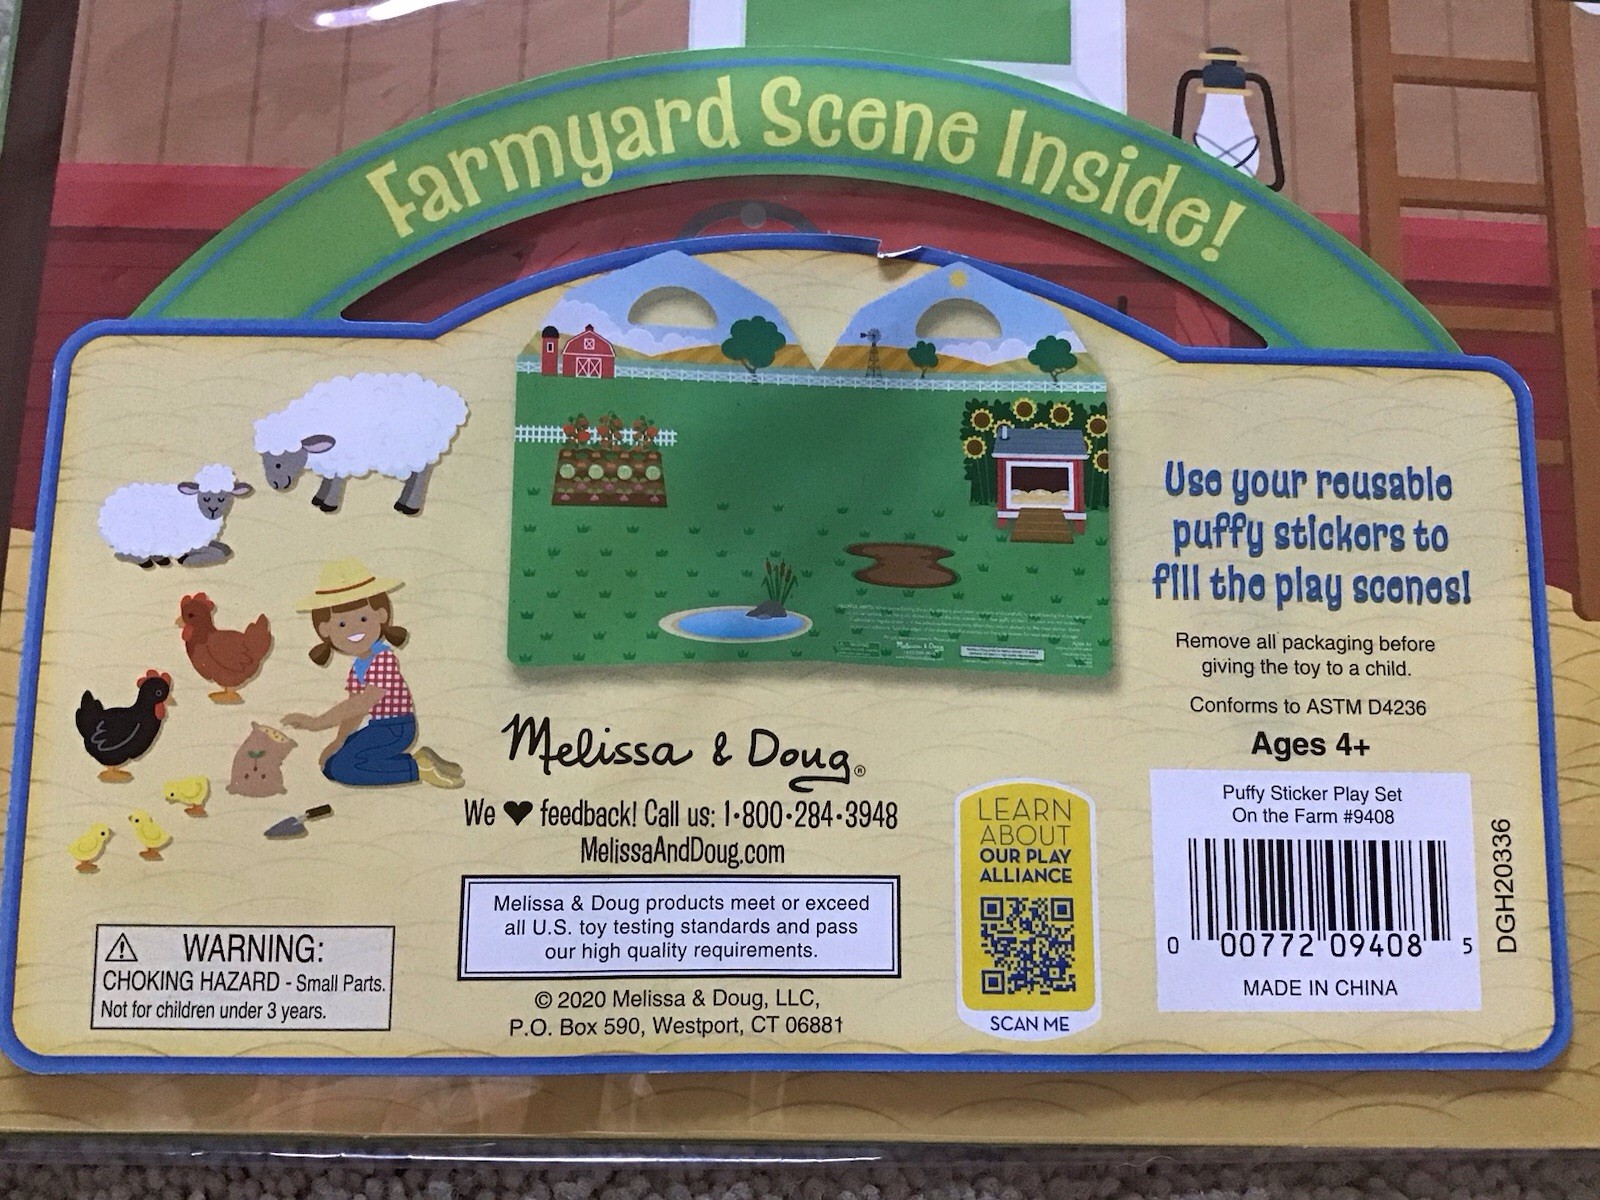 Farmyard Scene Inside!
Use your reusable
puffy stickers to
fill the play scenes!
Remove all packaging before
giving the toy to a child.
Conforms to ASTM D4236
Ages 4+
Puffy Sticker Play Set
On the Farm #9408
0 00772 09408 5
MADE IN CHINA
DGH20336
Melissa & Doug®
We ♥ feedback! Call us: 1-800-284-3948
MelissaAndDoug.com
Melissa & Doug products meet or exceed
all U.S. toy testing standards and pass
our high quality requirements.
© 2020 Melissa & Doug, LLC,
P.O. Box 590, Westport, CT 06881
LEARN
ABOUT
OUR PLAY
ALLIANCE
SCAN ME
⚠ WARNING:
CHOKING HAZARD - Small Parts.
Not for children under 3 years.
Melissa & Doug